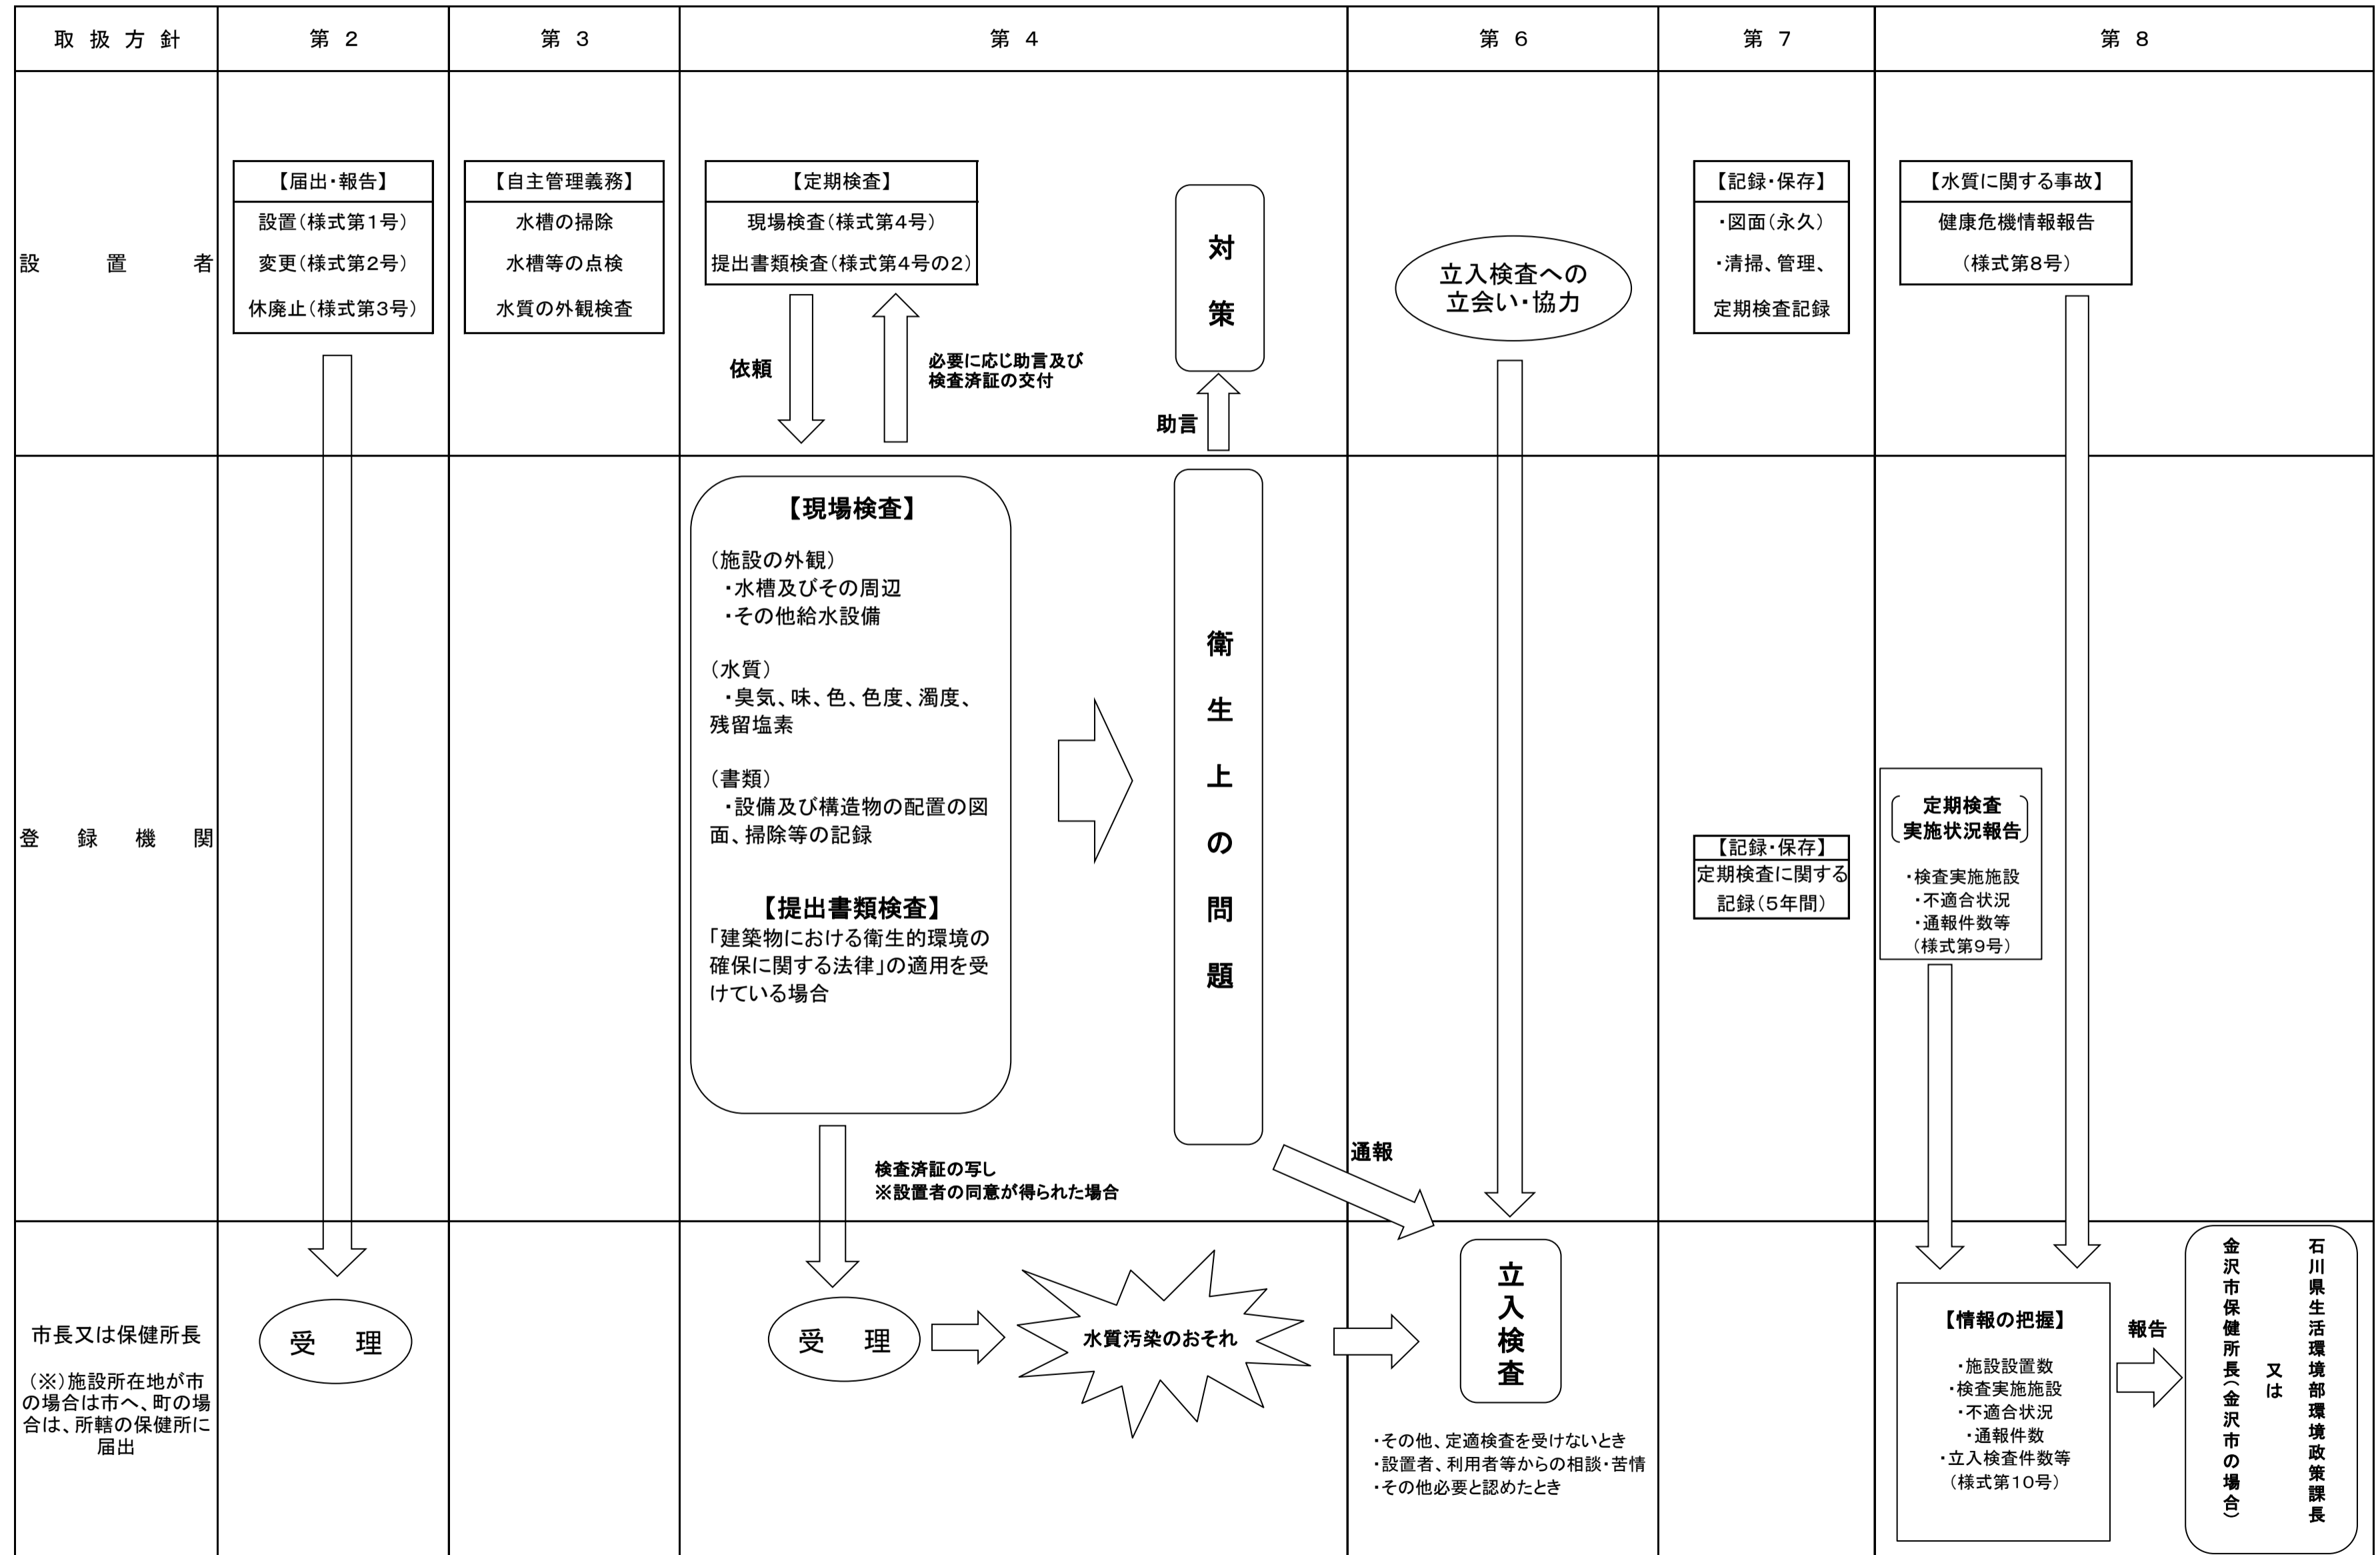 取扱方針
第２
第３
第４
第６
第７
第８
設置者
【届出・報告】
設置（様式第１号）
変更（様式第２号）
休廃止（様式第３号）
【自主管理義務】
水槽の掃除
水槽等の点検
水質の外観検査
【定期検査】
現場検査（様式第４号）
提出書類検査（様式第４号の２）
依頼
必要に応じ助言及び
検査済証の交付
対策
助言
立入検査への
立会い・協力
【記録・保存】
・図面（永久）
・清掃、管理、
定期検査記録
【水質に関する事故】
健康危機情報報告
（様式第８号）
登録機関
【現場検査】
（施設の外観）
・水槽及びその周辺
・その他給水設備
（水質）
・臭気、味、色、色度、濁度、
残留塩素
（書類）
・設備及び構造物の配置の図
面、掃除等の記録
【提出書類検査】
「建築物における衛生的環境の
確保に関する法律」の適用を受
けている場合
衛生上の問題
検査済証の写し
※設置者の同意が得られた場合
通報
【記録・保存】
定期検査に関する
記録（５年間）
定期検査
実施状況報告
・検査実施施設
・不適合状況
・通報件数等
（様式第９号）
市長又は保健所長
（※）施設所在地が市
の場合は市へ、町の場
合は、所轄の保健所に
届出
受理
受理
水質汚染のおそれ
立入検査
・その他、定適検査を受けないとき
・設置者、利用者等からの相談・苦情
・その他必要と認めたとき
【情報の把握】
・施設設置数
・検査実施施設
・不適合状況
・通報件数
・立入検査件数等
（様式第１０号）
報告
石川県生活環境部環境政策課長
又は
金沢市保健所長（金沢市の場合）